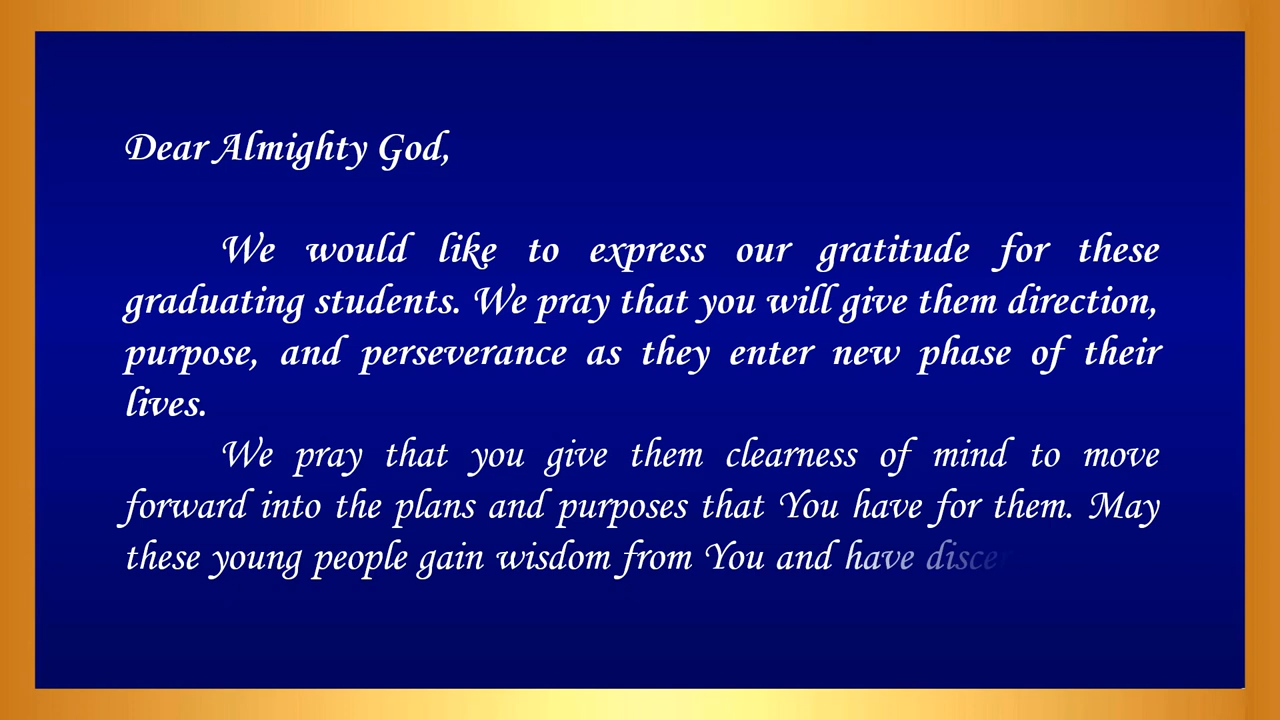 Dear Almighty God,
We would like to express our gratitude for these
graduating students. We pray that you will give them direction,
purpose, and perseverance as they enter new phase of their
lives.
We pray that you give them clearness of mind to move
forward into the plans and purposes that You have for them. May
these young people gain wisdom from You and have